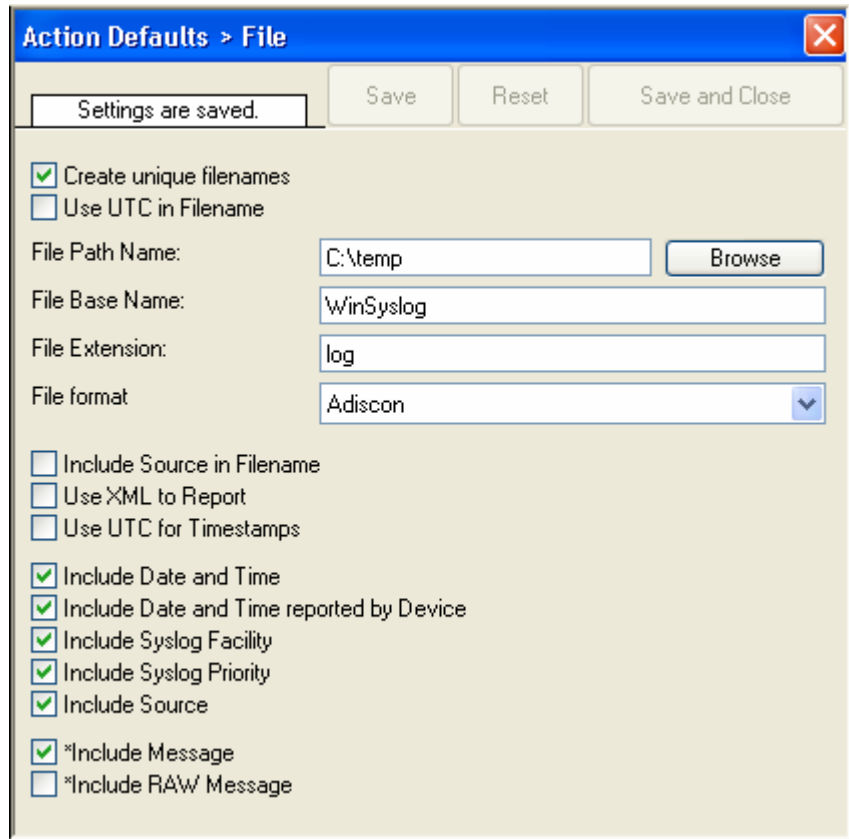 Action Defaults > File
Settings are saved.
Save
Reset
Save and Close
Create unique filenames
Use UTC in Filename
File Path Name:
C:\temp
Browse
File Base Name:
WinSyslog
File Extension:
log
File format
Adiscon
Include Source in Filename
Use XML to Report
Use UTC for Timestamps
Include Date and Time
Include Date and Time reported by Device
Include Syslog Facility
Include Syslog Priority
Include Source
*Include Message
*Include RAW Message